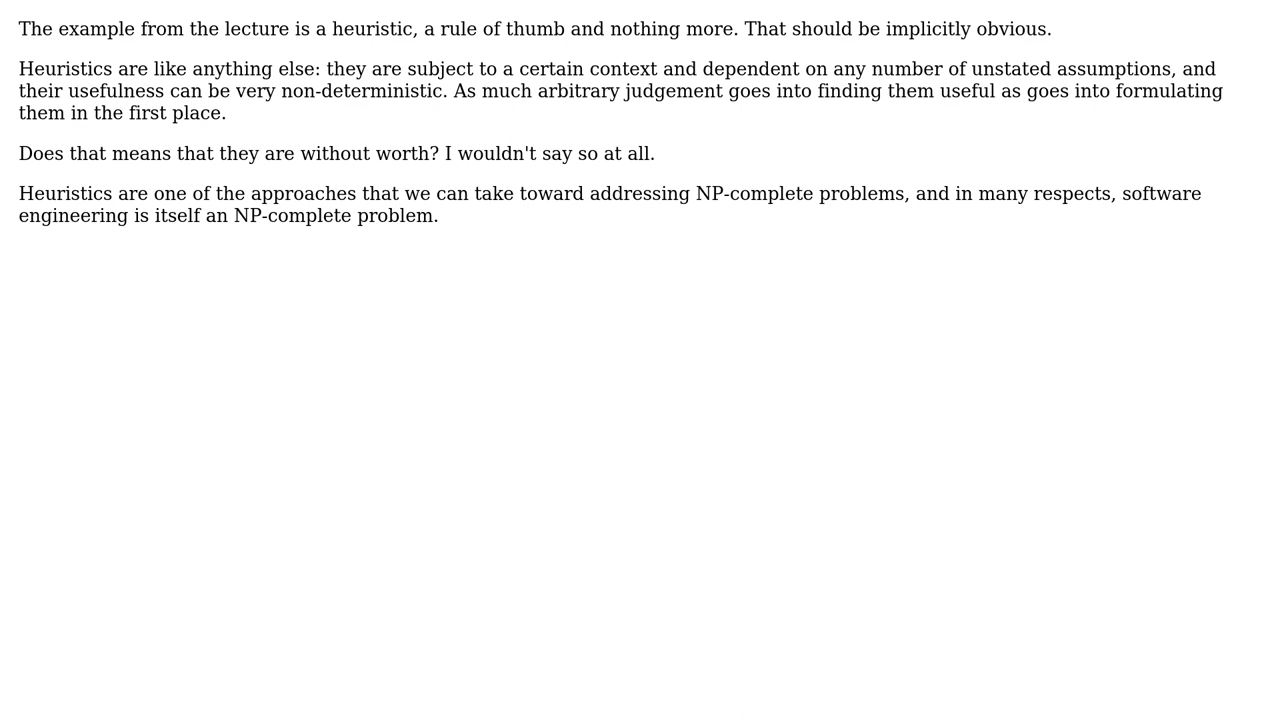 The example from the lecture is a heuristic, a rule of thumb and nothing more. That should be implicitly obvious.
Heuristics are like anything else: they are subject to a certain context and dependent on any number of unstated assumptions, and
their usefulness can be very non-deterministic. As much arbitrary judgement goes into finding them useful as goes into formulating
them in the first place.
Does that means that they are without worth? I wouldn't say so at all.
Heuristics are one of the approaches that we can take toward addressing NP-complete problems, and in many respects, software
engineering is itself an NP-complete problem.